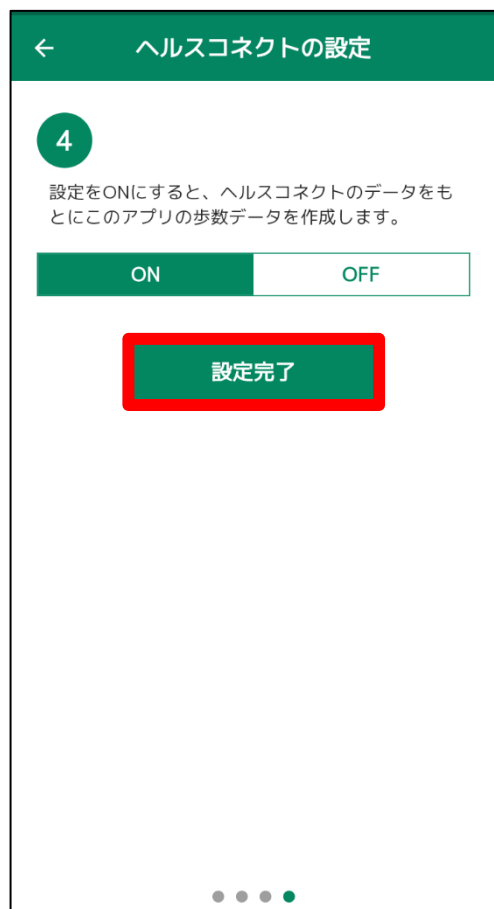 ヘルスコネクトの設定
4
設定をONにすると、ヘルスコネクトのデータをも
とにこのアプリの歩数データを作成します。
ON OFF
設定完了